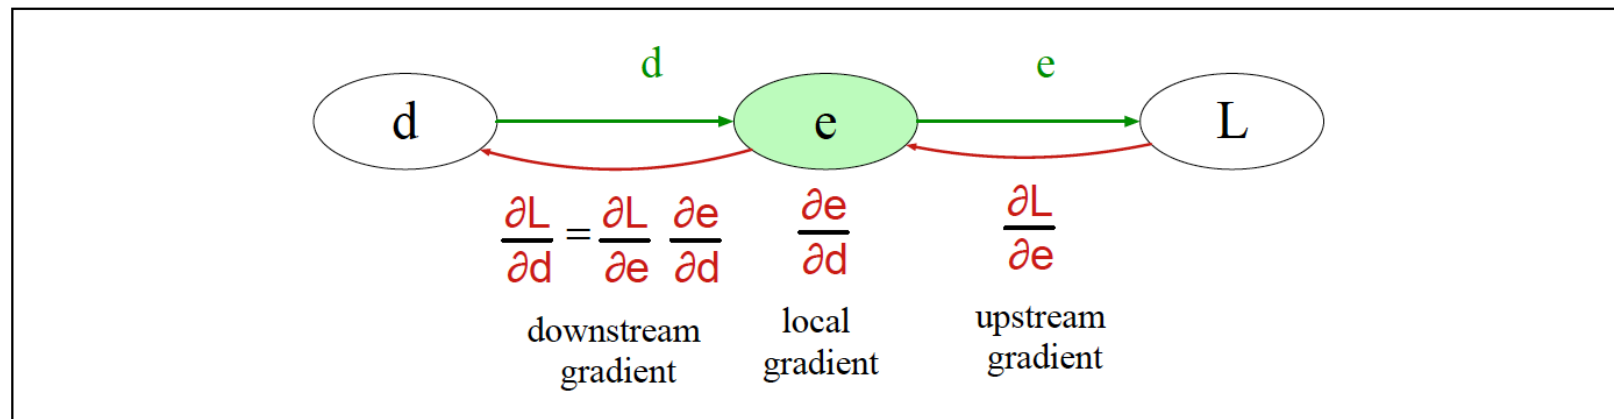 d e
d e L
∂L/∂d = ∂L/∂e ∂e/∂d ∂e/∂d ∂L/∂e
downstream
gradient
local
gradient
upstream
gradient